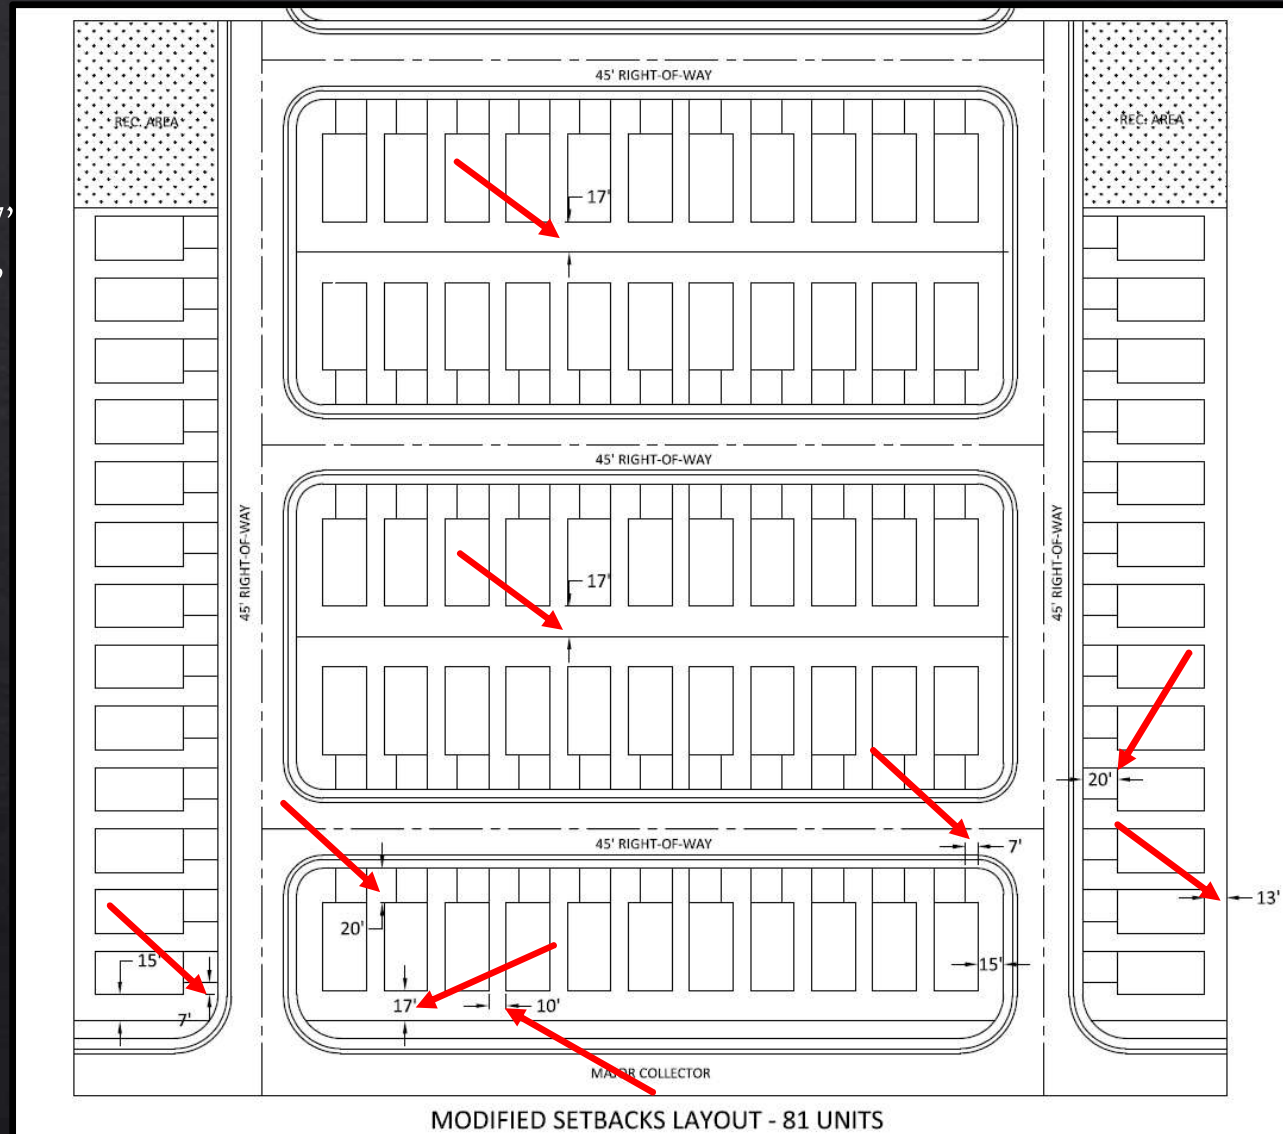 45' RIGHT-OF-WAY
REC. AREA
REC. AREA
17'
45' RIGHT-OF-WAY
45' RIGHT-OF-WAY
45' RIGHT-OF-WAY
17'
20'
45' RIGHT-OF-WAY
7'
13'
20'
15'
15'
17'
10'
7'
MAJOR COLLECTOR
MODIFIED SETBACKS LAYOUT - 81 UNITS